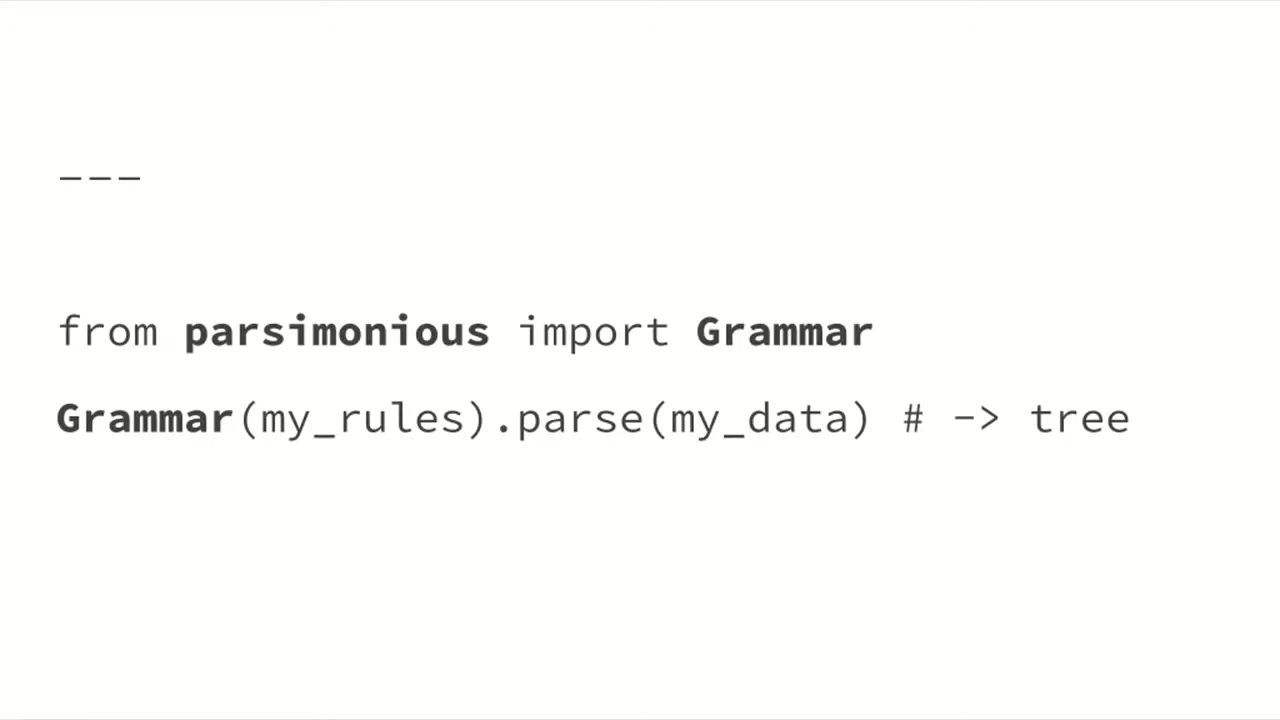 ---
from parsimonious import Grammar
Grammar(my_rules).parse(my_data) # -> tree